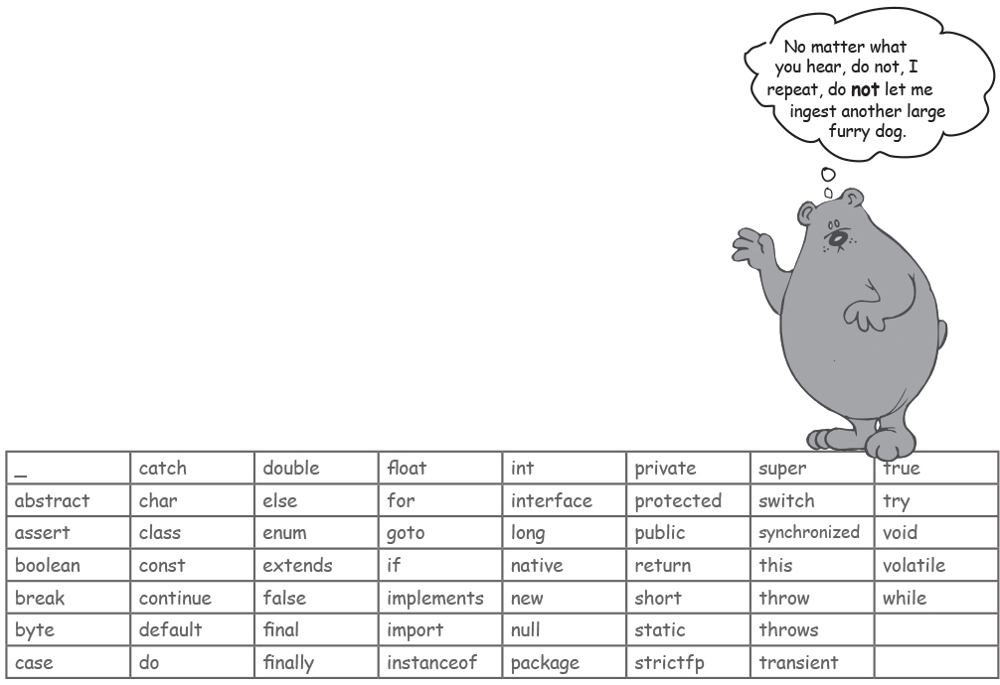 No matter what
you hear, do not, I
repeat, do not let me
ingest another large
furry dog.
_ catch double float int private super true
abstract char else for interface protected switch try
assert class enum goto long public synchronized void
boolean const extends if native return this volatile
break continue false implements new short throw while
byte default final import null static throws
case do finally instanceof package strictfp transient